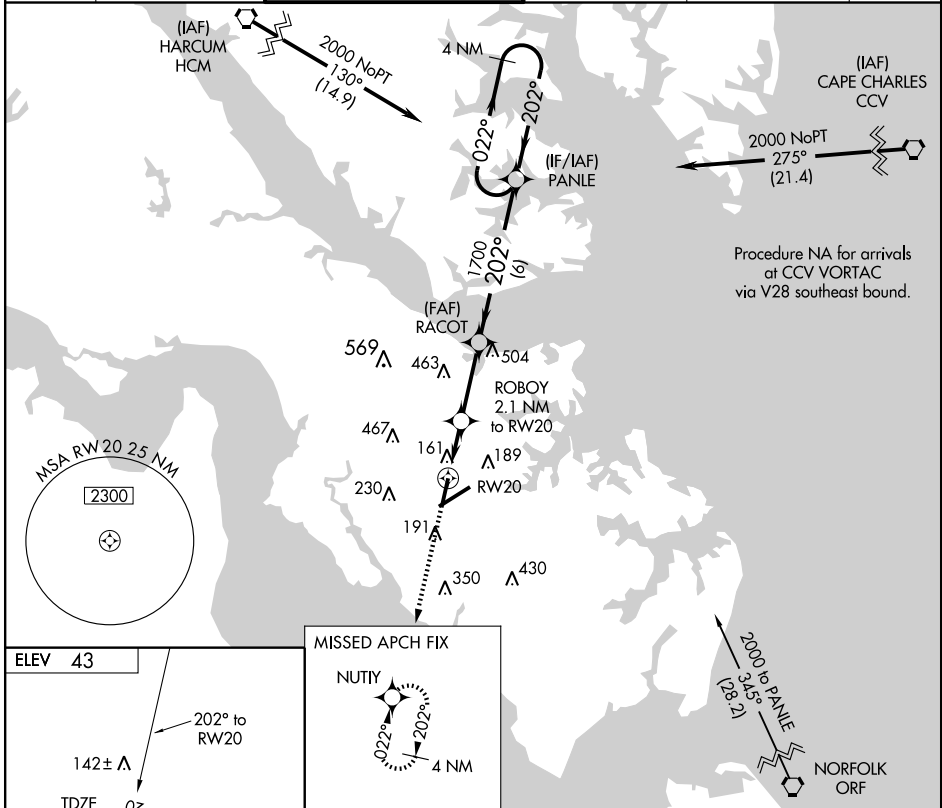 (IAF)
HARCUM
HCM
2000 NoPT
130°
(14.9)
4 NM
022°
202°
(IF/IAF)
PANLE
(IAF)
CAPE CHARLES
CCV
2000 NoPT
275°
(21.4)
Procedure NA for arrivals
at CCV VORTAC
via V28 southeast bound.
1700
202°
(6)
(FAF)
RACOT
569
463
504
ROBOY
2.1 NM
to RW20
467
161
189
RW20
230
191
350
430
MSA RW20 25 NM
2300
2000 to PANLE
345°
(28.2)
NORFOLK
ORF
MISSED APCH FIX
NUTIY
022°
202°
4 NM
ELEV 43
202° to
RW20
142±
TDZE